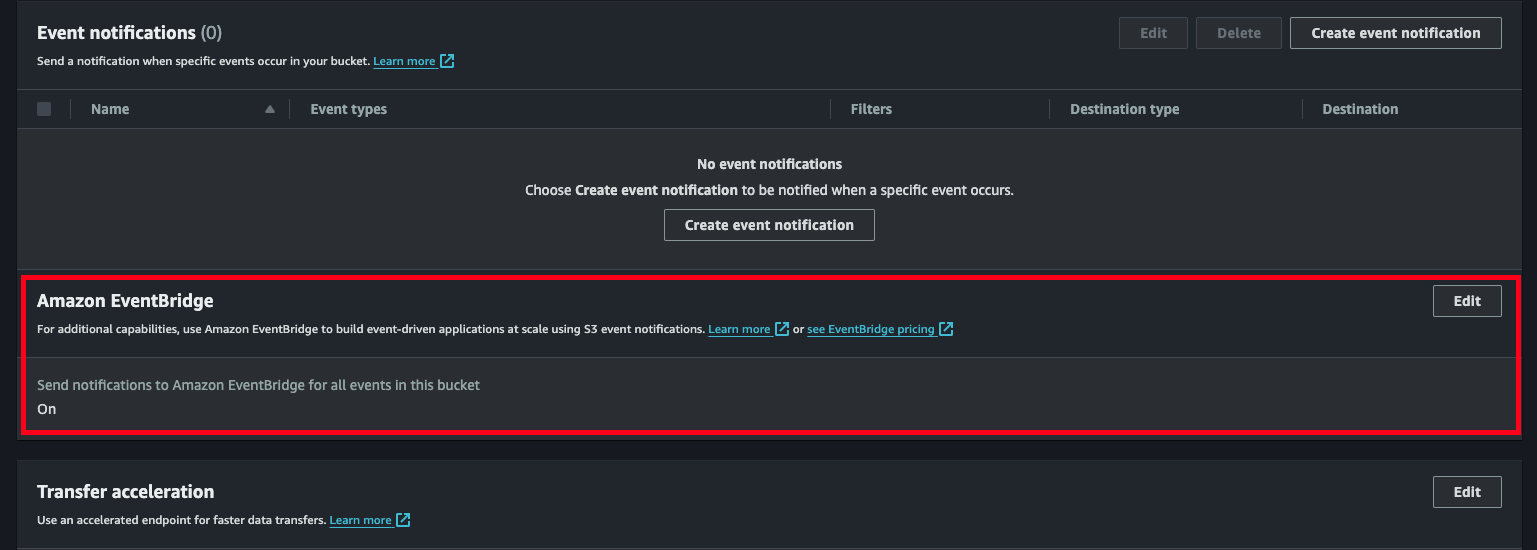 Event notifications (0)
Edit
Delete
Create event notification
Send a notification when specific events occur in your bucket. Learn more
Name
Event types
Filters
Destination type
Destination
No event notifications
Choose Create event notification to be notified when a specific event occurs.
Create event notification
Amazon EventBridge
Edit
For additional capabilities, use Amazon EventBridge to build event-driven applications at scale using S3 event notifications. Learn more or see EventBridge pricing
Send notifications to Amazon EventBridge for all events in this bucket
On
Transfer acceleration
Edit
Use an accelerated endpoint for faster data transfers. Learn more